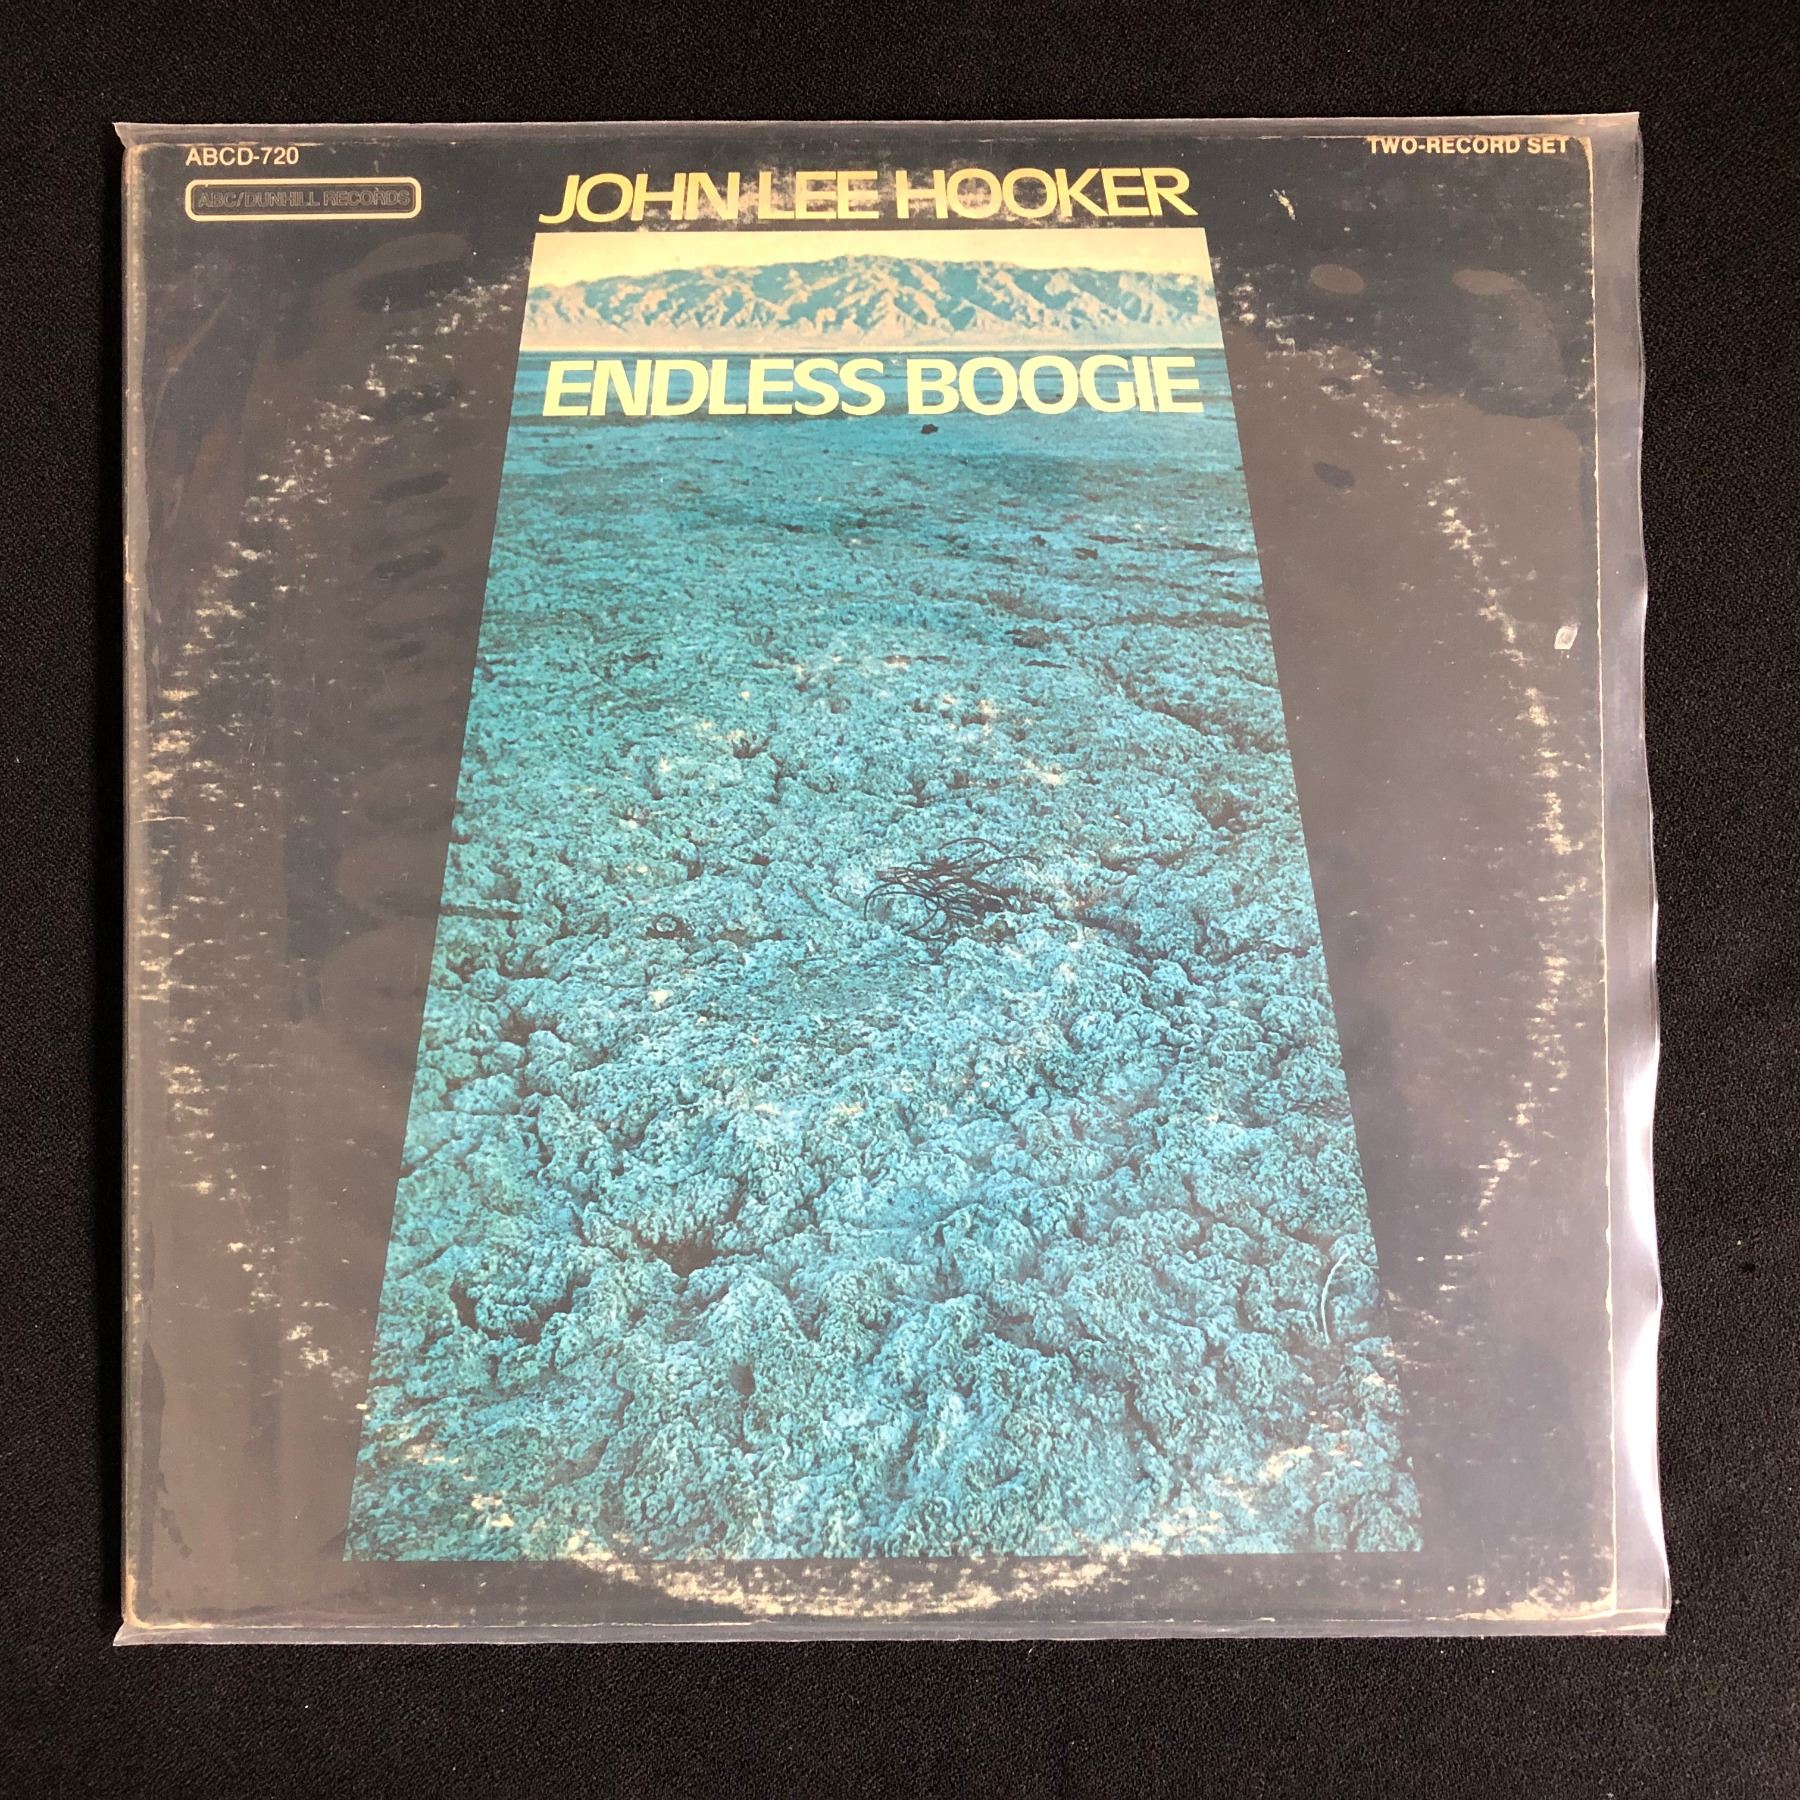 ABCD-720
TWO-RECORD SET
ABC/DUNHILL RECORDS
JOHN LEE HOOKER
ENDLESS BOOGIE